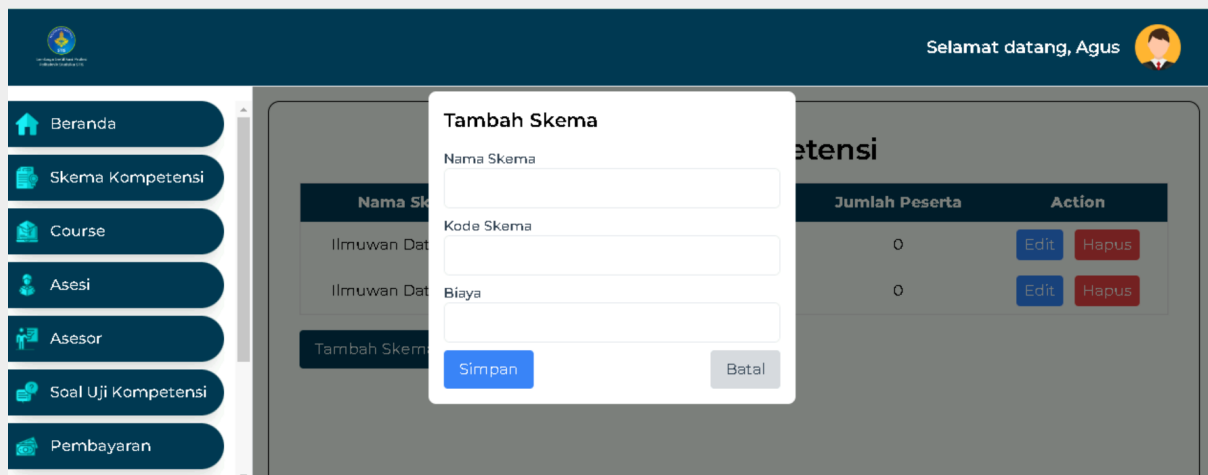 Selamat datang, Agus
Beranda
Skema Kompetensi
Course
Asesi
Asesor
Soal Uji Kompetensi
Pembayaran
etensi
Nama Sk
Jumlah Peserta
Action
Ilmuwan Dat
0
Edit
Hapus
Ilmuwan Dat
0
Edit
Hapus
Tambah Skem
Tambah Skema
Nama Skema
Kode Skema
Biaya
Simpan
Batal